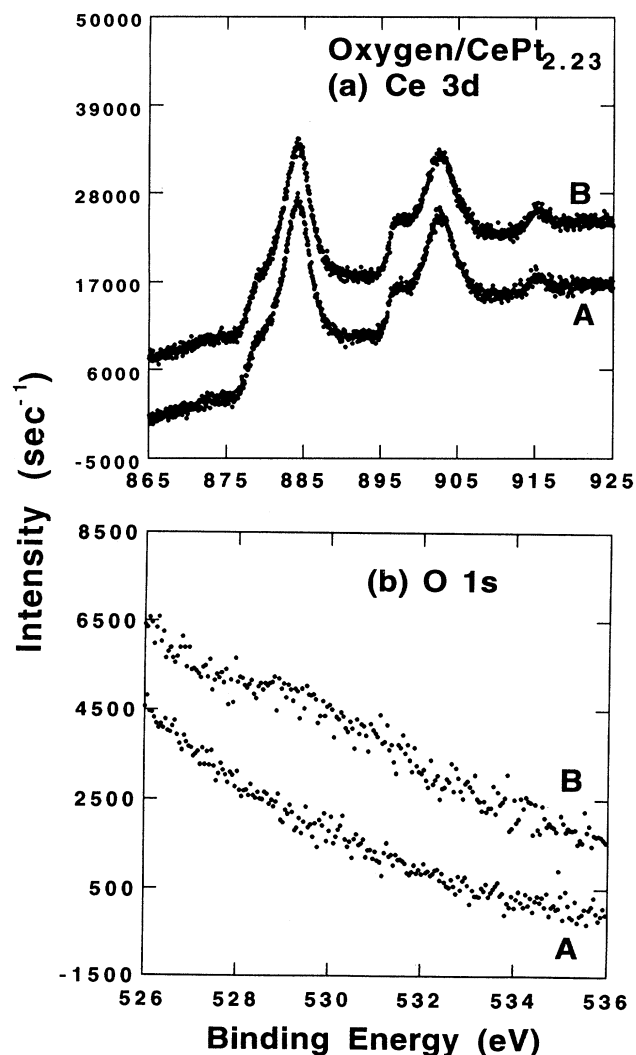 50000
Oxygen/CePt2.23
(a) Ce 3d
39000
28000
B
17000
A
6000
-5000
865 875 885 895 905 915 925
Intensity (sec-1)
8500
(b) O 1s
6500
4500
B
2500
500
A
-1500
526 528 530 532 534 536
Binding Energy (eV)